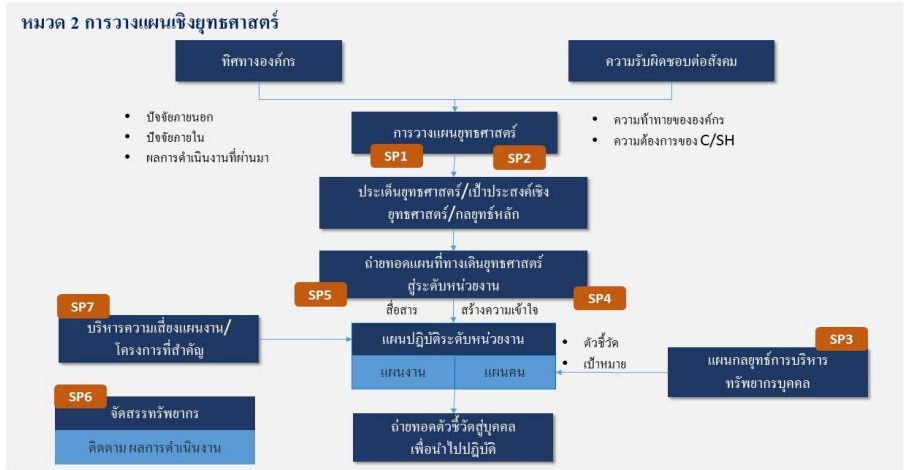 หมวด 2 การวางแผนเชิงยุทธศาสตร์
ทิศทางองค์กร
ความรับผิดชอบต่อสังคม
• ปัจจัยภายนอก
• ปัจจัยภายใน
• ผลการดำเนินงานที่ผ่านมา
การวางแผนยุทธศาสตร์
• ความท้าทายขององค์กร
• ความต้องการของ C/SH
SP1
SP2
ประเด็นยุทธศาสตร์/เป้าประสงค์เชิง
ยุทธศาสตร์/กลยุทธ์หลัก
ถ่ายทอดแผนที่ทางเดินยุทธศาสตร์
สู่ระดับหน่วยงาน
SP5
SP4
สื่อสาร
สร้างความเข้าใจ
SP7
บริหารความเสี่ยงแผนงาน/
โครงการที่สำคัญ
แผนปฏิบัติระดับหน่วยงาน
แผนงาน
แผนคน
• ตัวชี้วัด
• เป้าหมาย
SP3
แผนกลยุทธ์การบริหาร
ทรัพยากรบุคคล
SP6
จัดสรรทรัพยากร
ติดตาม ผลการดำเนินงาน
ถ่ายทอดตัวชี้วัดสู่บุคคล
เพื่อนำไปปฏิบัติ